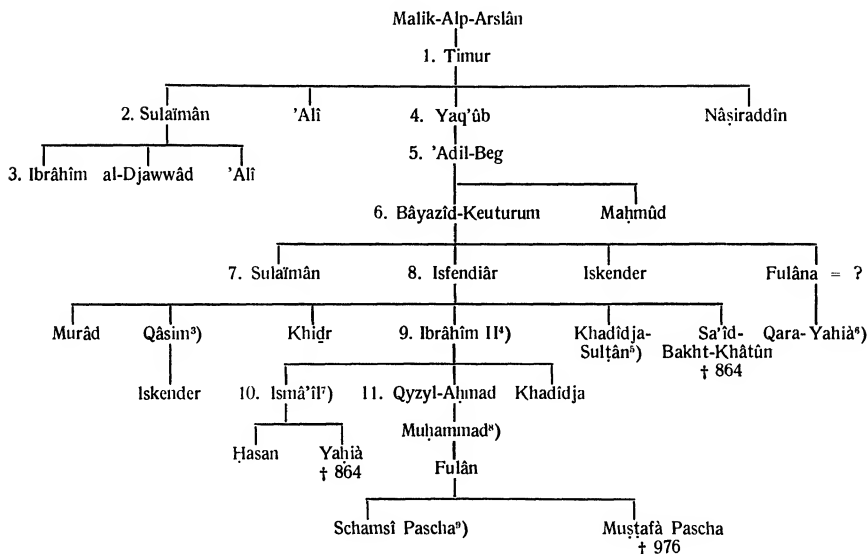 Malik-Alp-Arslân
1. Timur
2. Sulaïmân ’Alî 4. Yaq’ûb Nâṣiraddîn
5. ’Adil-Beg
3. Ibrâhîm al-Djawwâd ’Alî
6. Bâyazîd-Keuturum Maḥmûd
7. Sulaïmân 8. Isfendiâr Iskender Fulâna = ?
Murâd Qâsim³) Khiḍr 9. Ibrâhîm II⁴) Khadîdja- Sa’îd- Qara-Yahià⁶)
Sulṭân⁵) Bakht-Khâtûn
† 864
Iskender 10. Ismâ’îl⁷) 11. Qyzyl-Aḥmad Khadîdja
Muḥammad⁸)
Ḥasan Yaḥià
† 864
Fulân
Schamsî Pascha⁹) Muṣṭafà Pascha
† 976